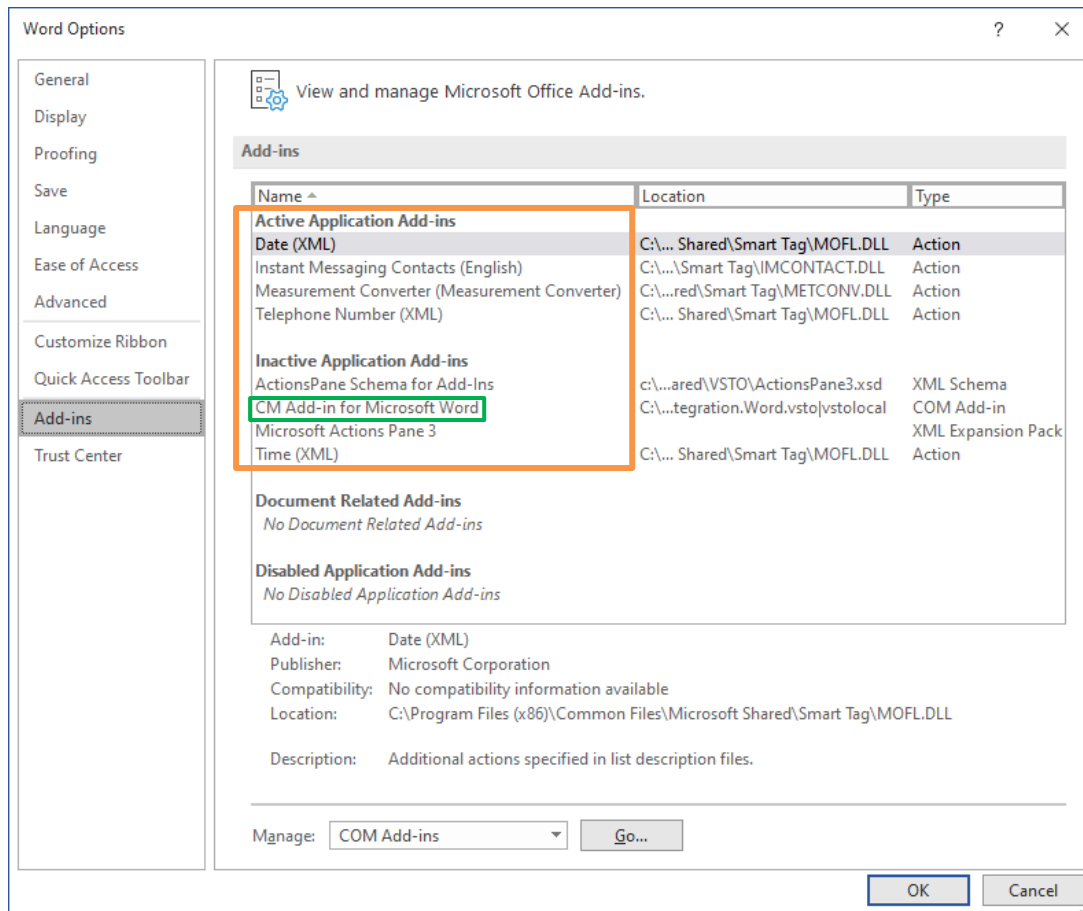 Word Options
?
General
Display
Proofing
Save
Language
Ease of Access
Advanced
Customize Ribbon
Quick Access Toolbar
Add-ins
Trust Center
View and manage Microsoft Office Add-ins.
Add-ins
Name Location Type
Active Application Add-ins
Date (XML) C:\... Shared\Smart Tag\MOFL.DLL Action
Instant Messaging Contacts (English) C:\...\Smart Tag\IMCONTACT.DLL Action
Measurement Converter (Measurement Converter) C:\...red\Smart Tag\METCONV.DLL Action
Telephone Number (XML) C:\... Shared\Smart Tag\MOFL.DLL Action
Inactive Application Add-ins
ActionsPane Schema for Add-Ins c:\...ared\VSTO\ActionsPane3.xsd XML Schema
CM Add-in for Microsoft Word C:\...tegration.Word.vsto|vstolocal COM Add-in
Microsoft Actions Pane 3 XML Expansion Pack
Time (XML) C:\... Shared\Smart Tag\MOFL.DLL Action
Document Related Add-ins
No Document Related Add-ins
Disabled Application Add-ins
No Disabled Application Add-ins
Add-in: Date (XML)
Publisher: Microsoft Corporation
Compatibility: No compatibility information available
Location: C:\Program Files (x86)\Common Files\Microsoft Shared\Smart Tag\MOFL.DLL
Description: Additional actions specified in list description files.
Manage: COM Add-ins Go...
OK Cancel